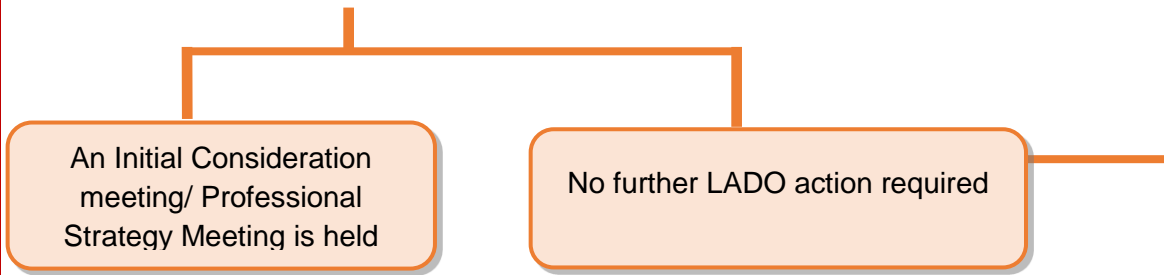 An Initial Consideration
meeting/ Professional
Strategy Meeting is held
No further LADO action required